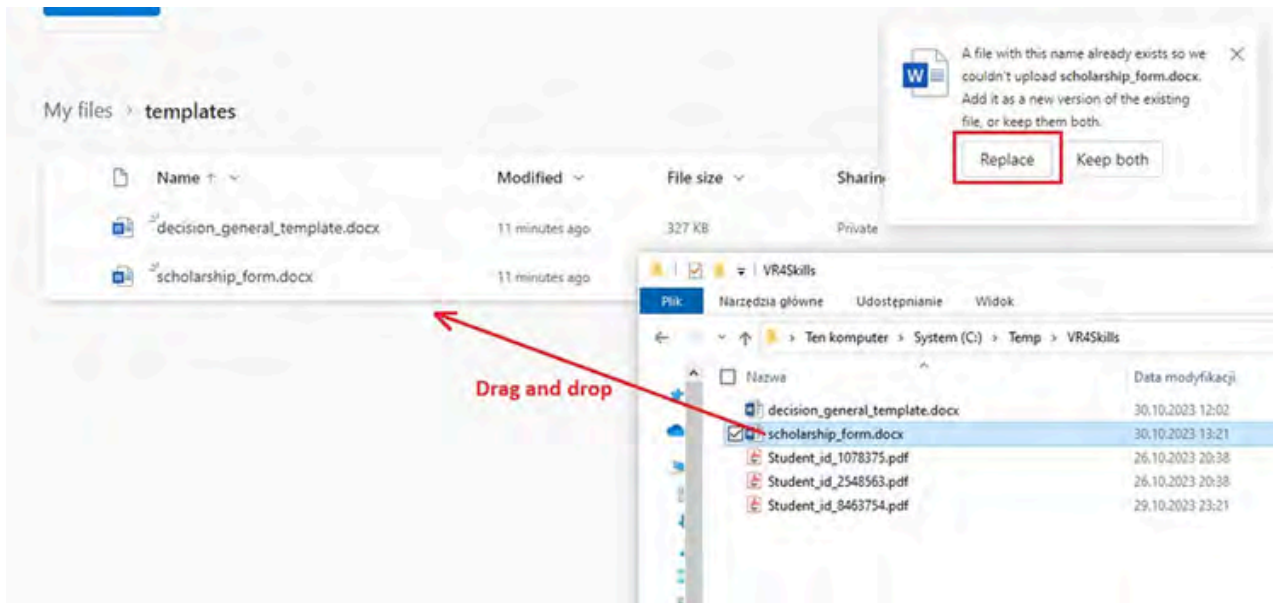 A file with this name already exists so we
couldn't upload scholarship_form.docx.
Add it as a new version of the existing
file, or keep them both.
Replace Keep both
My files > templates
Name ↑ Modified File size Sharing
decision_general_template.docx 11 minutes ago 327 KB Private
scholarship_form.docx 11 minutes ago
Drag and drop
VR4Skills
Plik Narzędzia główne Udostępnianie Widok
> Ten komputer > System (C:) > Temp > VR4Skills
Nazwa Data modyfikacji
decision_general_template.docx 30.10.2023 12:02
scholarship_form.docx 30.10.2023 13:21
Student_id_1078375.pdf 26.10.2023 20:38
Student_id_2548563.pdf 26.10.2023 20:38
Student_id_8463754.pdf 29.10.2023 23:21